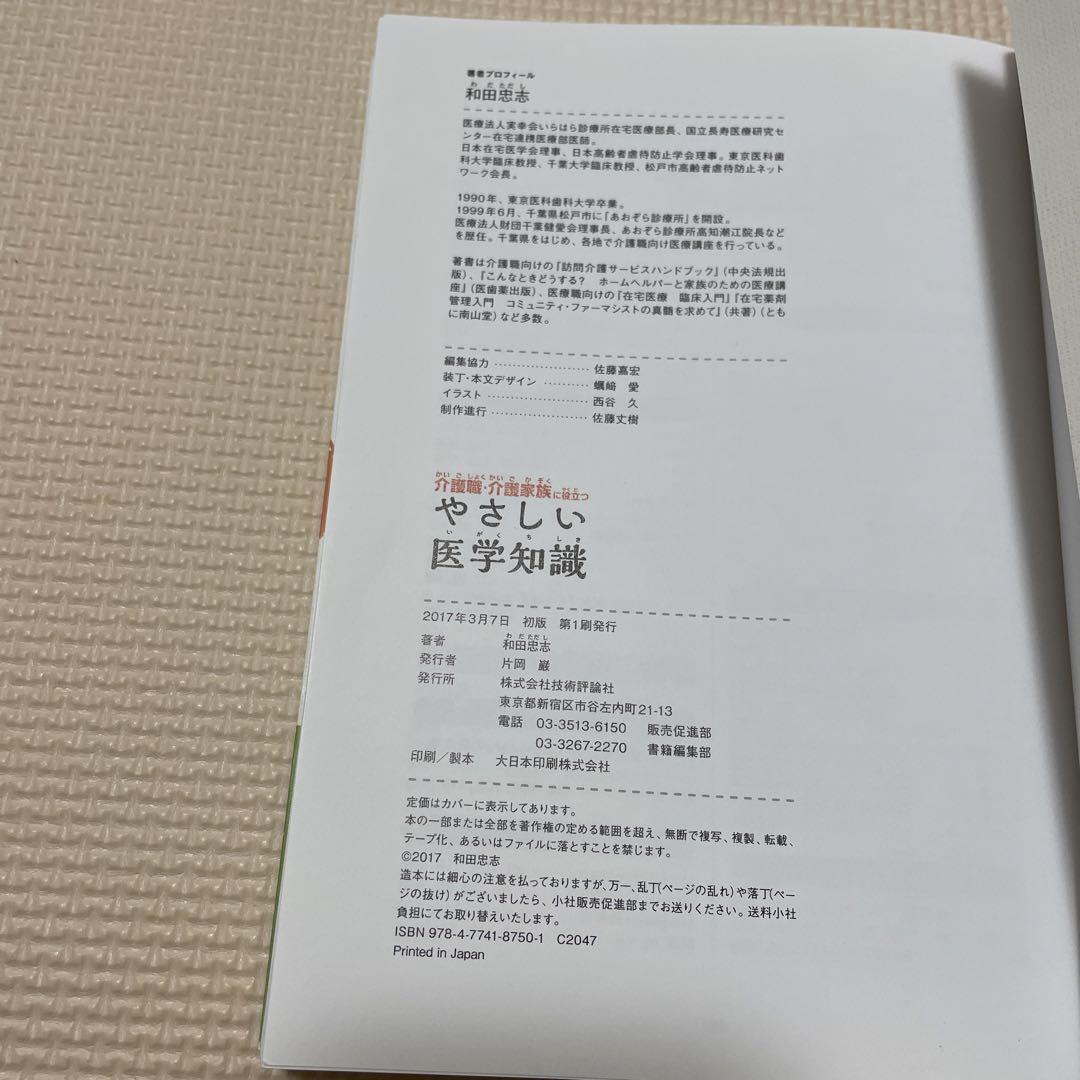 著者プロフィール
わ だ ただ し
和田忠志
医療法人実幸会いらはら診療所在宅医療部長、国立長寿医療研究セ
ンター在宅連携医療部医師。
日本在宅医学会理事、日本高齢者虐待防止学会理事。東京医科歯
科大学臨床教授、千葉大学臨床教授、松戸市高齢者虐待防止ネット
ワーク会長。
1990年、東京医科歯科大学卒業。
1999年6月、千葉県松戸市に「あおぞら診療所」を開設。
医療法人財団千葉健愛会理事長、あおぞら診療所高知潮江院長など
を歴任。千葉県をはじめ、各地で介護職向け医療講座を行っている。
著書は介護職向けの『訪問介護サービスハンドブック』(中央法規出
版)、『こんなときどうする？　ホームヘルパーと家族のための医療講
座』(医歯薬出版)、医療職向けの『在宅医療　臨床入門』『在宅薬剤
管理入門　コミュニティ・ファーマシストの真髄を求めて』(共著)(とも
に南山堂)など多数。
編集協力 ..................... 佐藤嘉宏
装丁・本文デザイン .......... 蠣﨑　愛
イラスト ...................... 西谷　久
制作進行 ..................... 佐藤丈樹
かい ご しょく かい ご か ぞく やくだ
介護職・介護家族に役立つ
やさしい
い がく ち しき
医学知識
2017年3月7日　初版　第1刷発行
わ だ ただ し
著者　和田忠志
発行者　片岡　巌
発行所　株式会社技術評論社
東京都新宿区市谷左内町21-13
電話　03-3513-6150　販売促進部
03-3267-2270　書籍編集部
印刷／製本　大日本印刷株式会社
定価はカバーに表示してあります。
本の一部または全部を著作権の定める範囲を超え、無断で複写、複製、転載、
テープ化、あるいはファイルに落とすことを禁じます。
©2017　和田忠志
造本には細心の注意を払っておりますが、万一、乱丁(ページの乱れ)や落丁(ペー
ジの抜け)がございましたら、小社販売促進部までお送りください。送料小社
負担にてお取り替えいたします。
ISBN 978-4-7741-8750-1　C2047
Printed in Japan